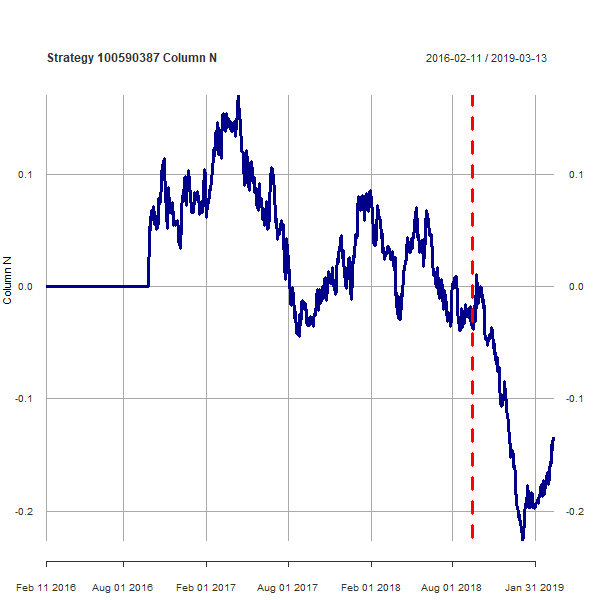 Strategy 100590387 Column N
2016-02-11 / 2019-03-13
Column N
0.1
0.0
-0.1
-0.2
0.1
0.0
-0.1
-0.2
Feb 11 2016
Aug 01 2016
Feb 01 2017
Aug 01 2017
Feb 01 2018
Aug 01 2018
Jan 31 2019